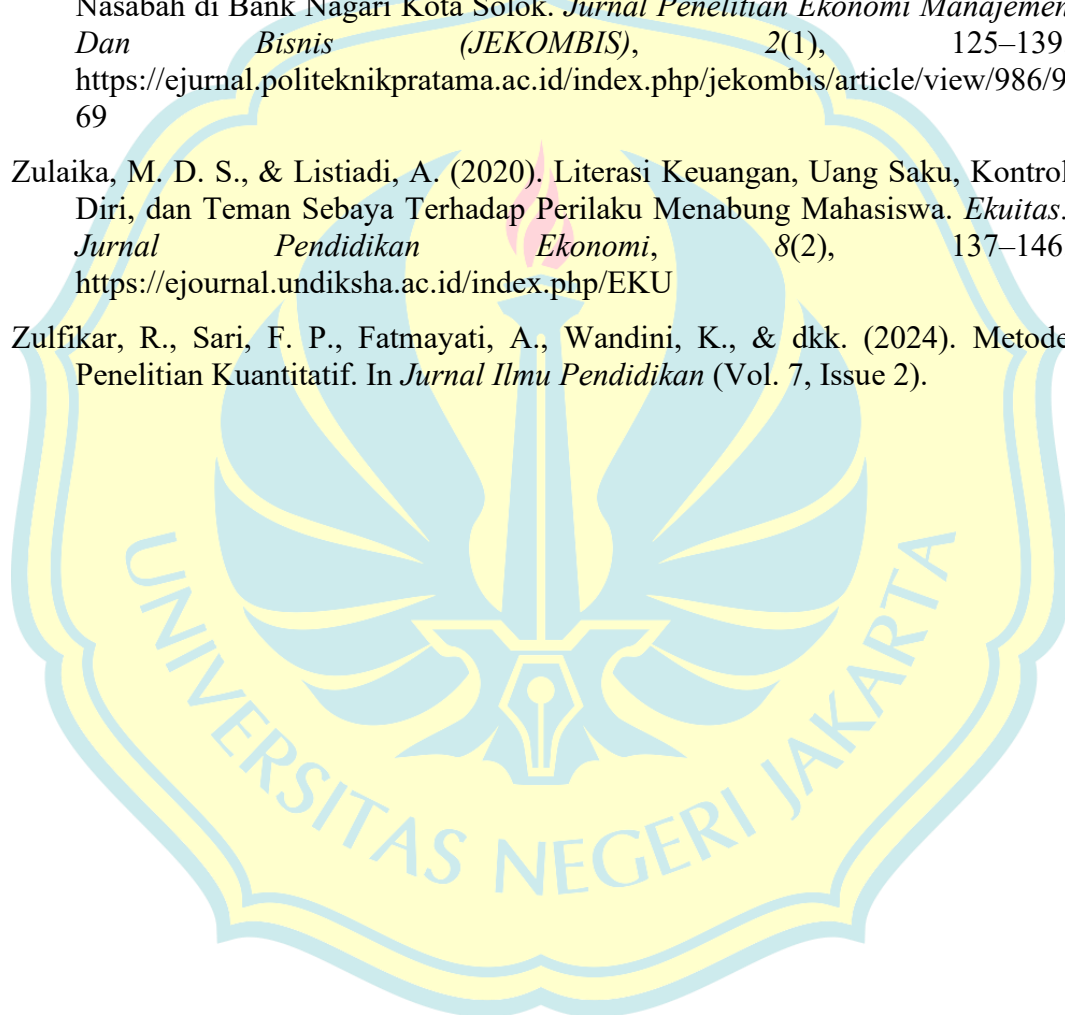 Nasabah di Bank Nagari Kota Solok. Jurnal Penelitian Ekonomi Manajemen
Dan Bisnis (JEKOMBIS), 2(1), 125–139
https://ejurnal.politeknikpratama.ac.id/index.php/jekombis/article/view/986/9
69
Zulaika, M. D. S., & Listiadi, A. (2020). Literasi Keuangan, Uang Saku, Kontrol
Diri, dan Teman Sebaya Terhadap Perilaku Menabung Mahasiswa. Ekuitas.
Jurnal Pendidikan Ekonomi, 8(2), 137–146
https://ejournal.undiksha.ac.id/index.php/EKU
Zulfikar, R., Sari, F. P., Fatmayati, A., Wandini, K., & dkk. (2024). Metode
Penelitian Kuantitatif. In Jurnal Ilmu Pendidikan (Vol. 7, Issue 2).
UNIVERSITAS NEGERI JAKARTA